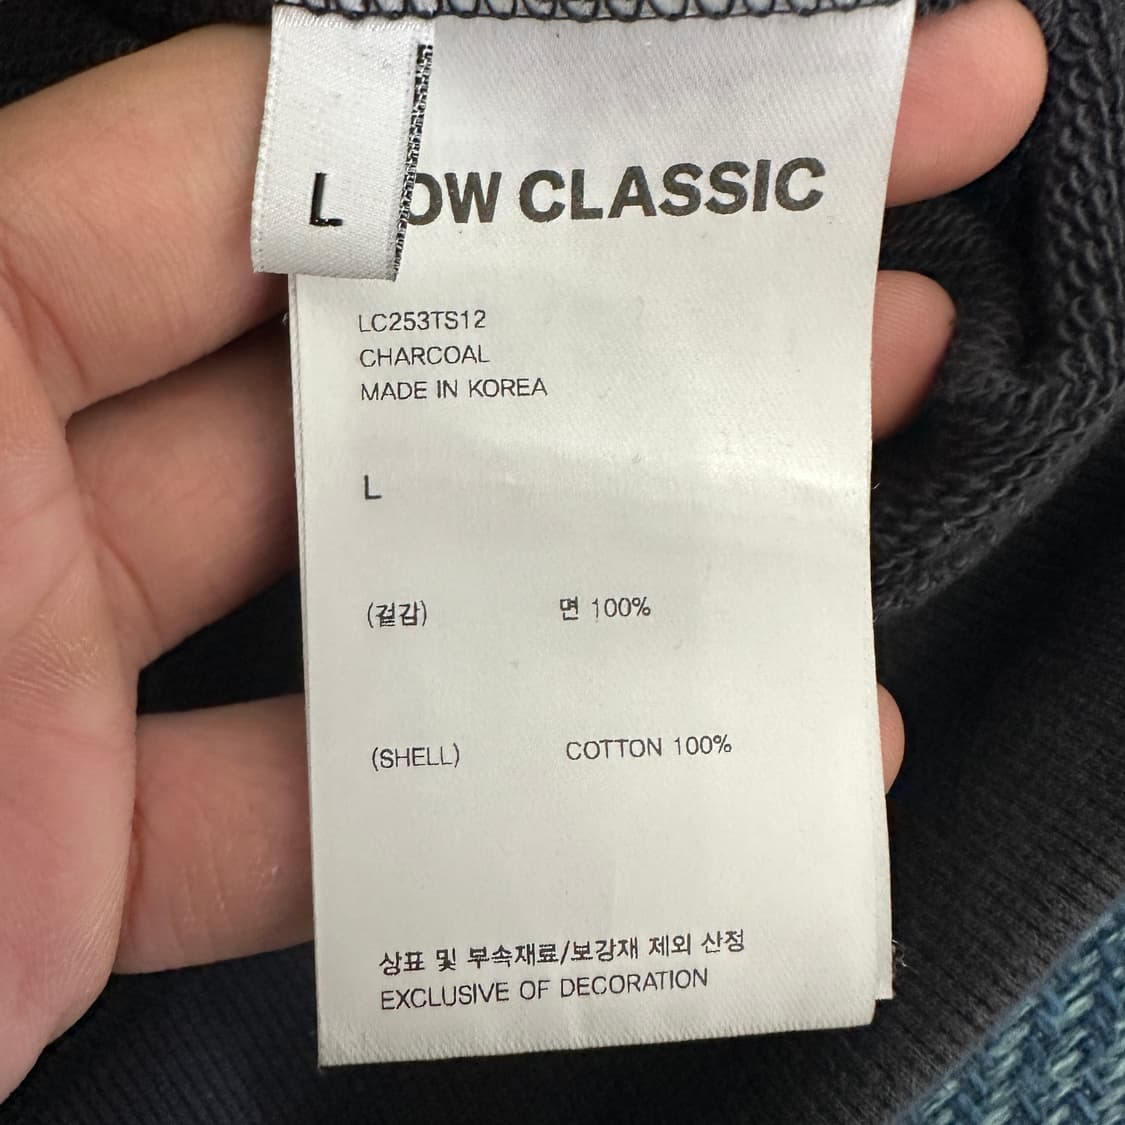 L
OW CLASSIC
LC253TS12
CHARCOAL
MADE IN KOREA
L
(겉감) 면 100%
(SHELL) COTTON 100%
상표 및 부속재료/보강재 제외 산정
EXCLUSIVE OF DECORATION